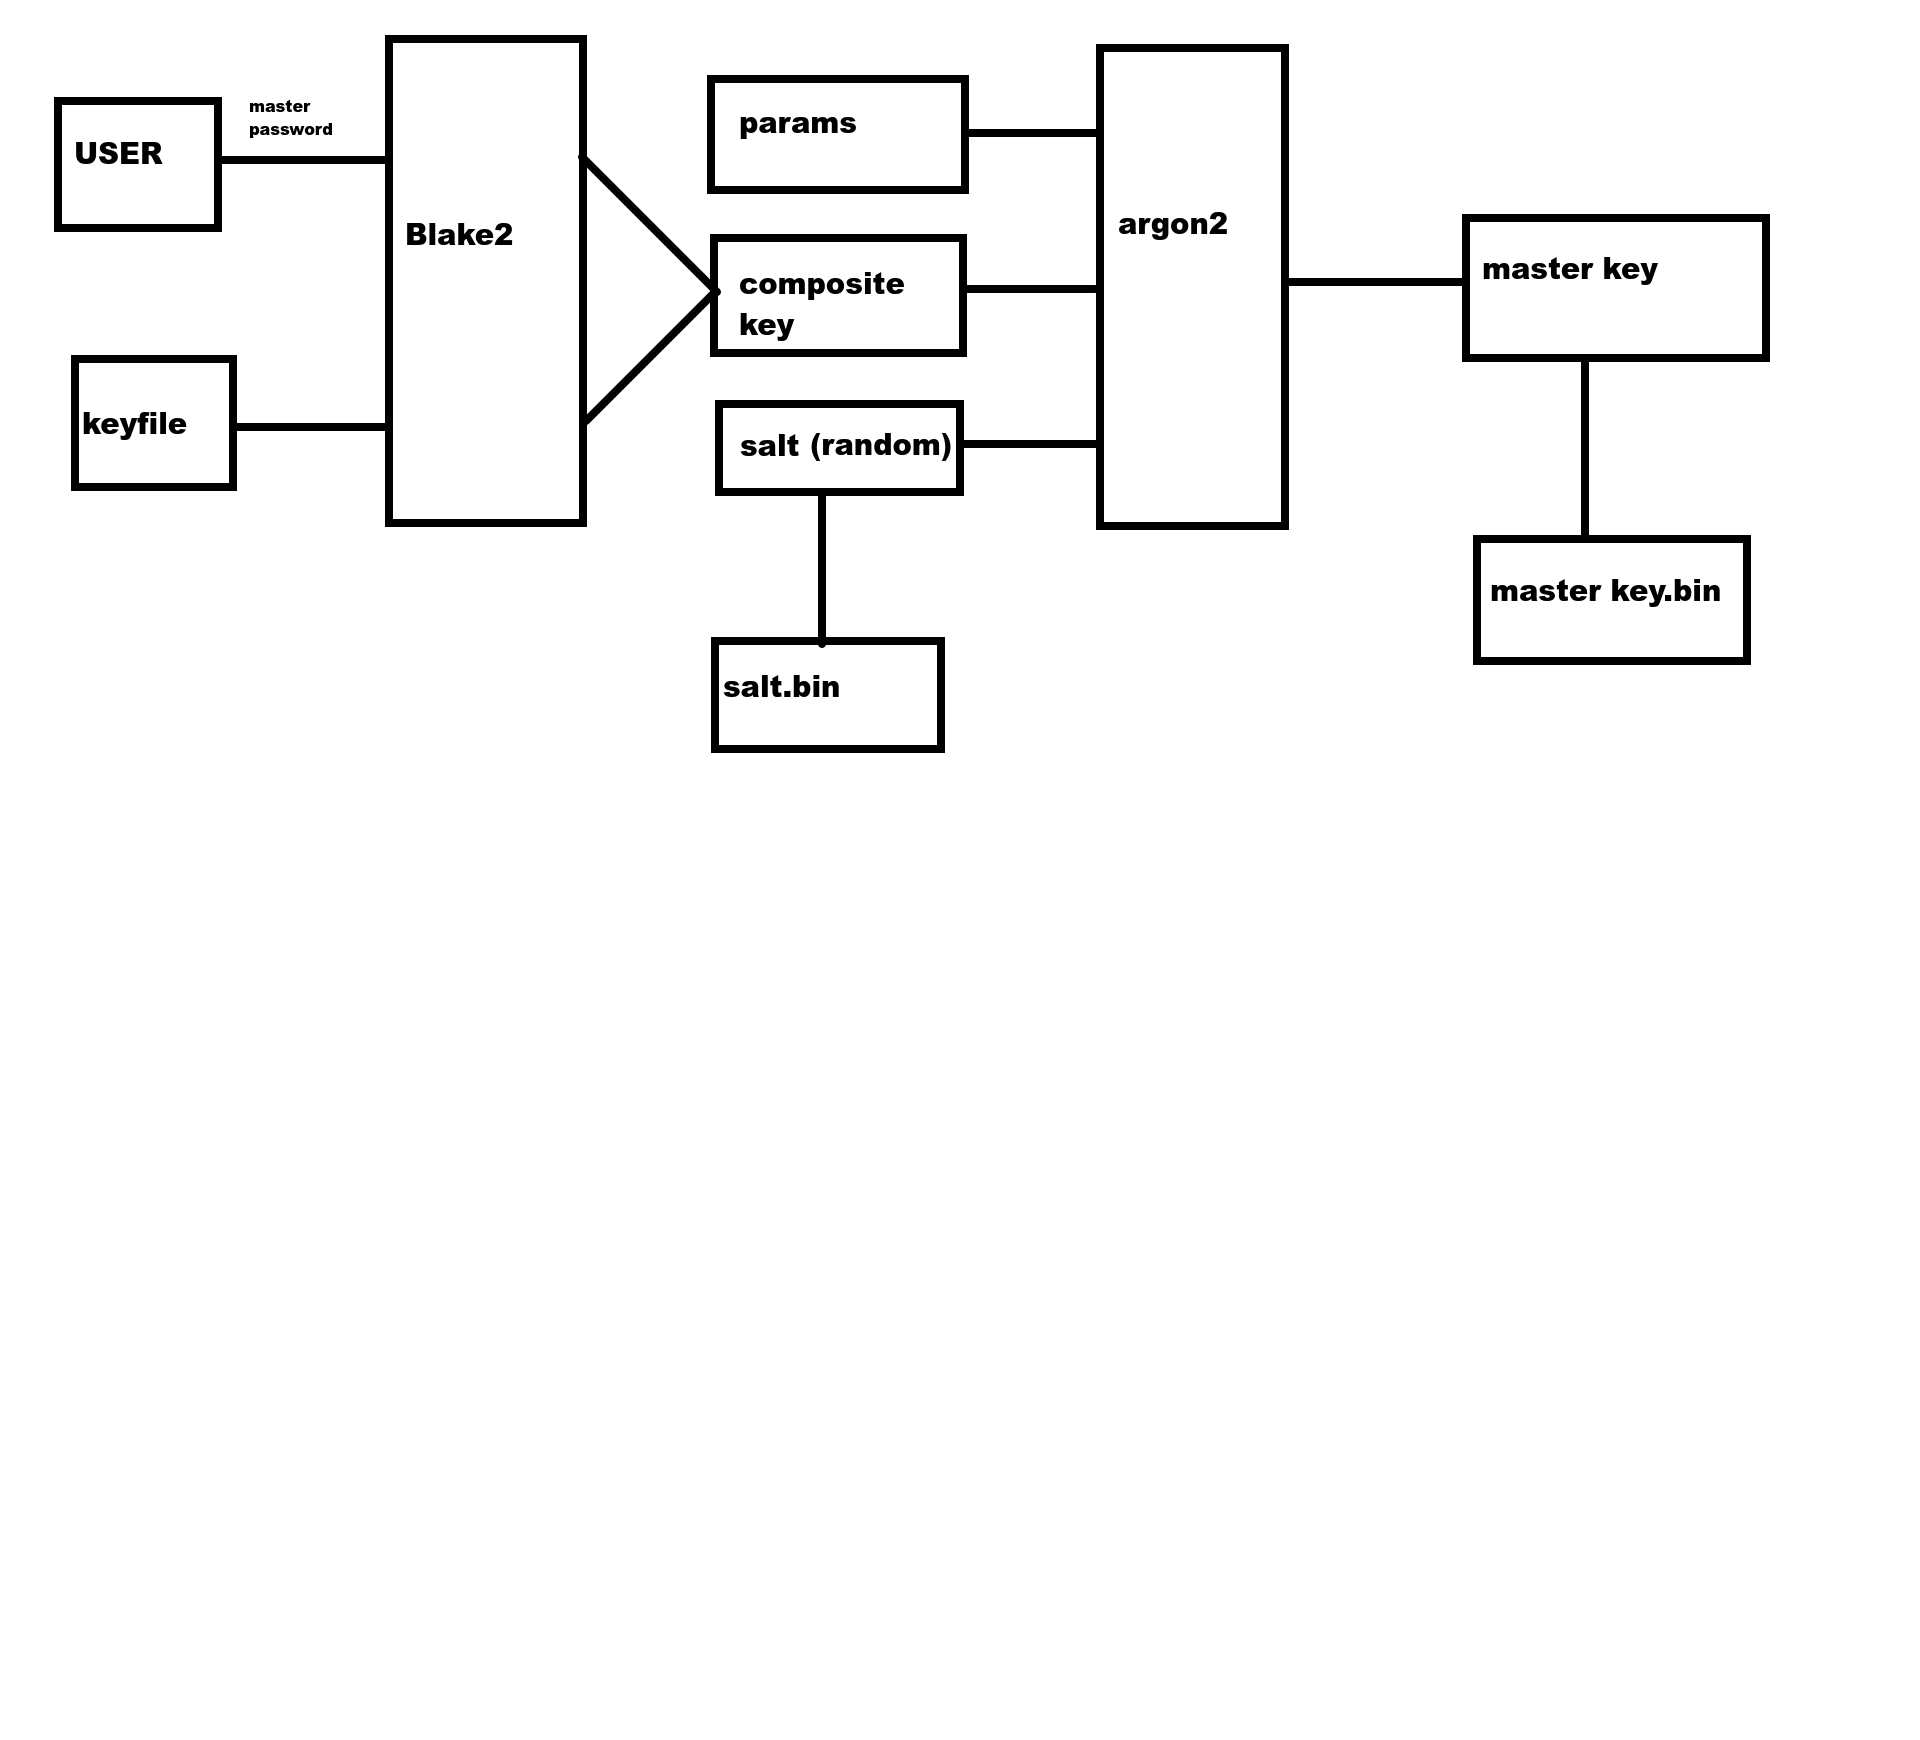 USER
master
password
Blake2
keyfile
params
composite
key
salt (random)
salt.bin
argon2
master key
master key.bin